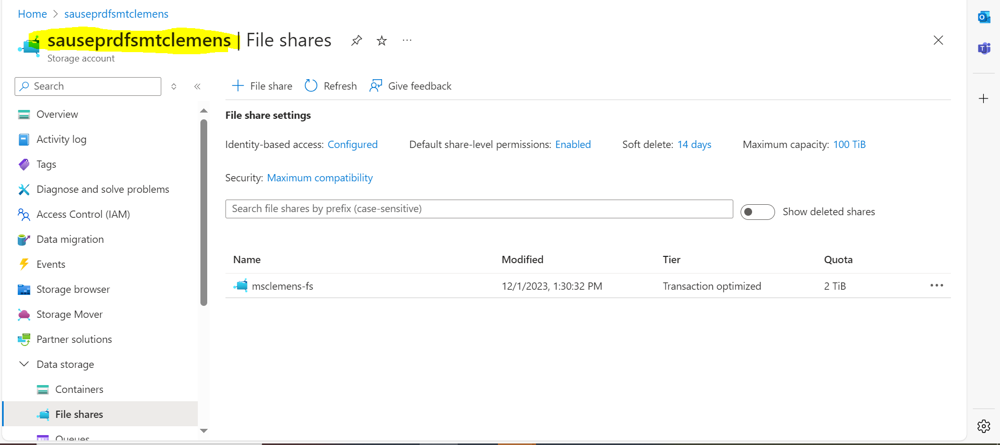 Home > sauseprdfsmtclemens
sauseprdfsmtclemens | File shares
Storage account
Search
+ File share Refresh Give feedback
File share settings
Identity-based access: Configured Default share-level permissions: Enabled Soft delete: 14 days Maximum capacity: 100 TiB
Security: Maximum compatibility
Search file shares by prefix (case-sensitive) Show deleted shares
Name Modified Tier Quota
msclemens-fs 12/1/2023, 1:30:32 PM Transaction optimized 2 TiB
Overview
Activity log
Tags
Diagnose and solve problems
Access Control (IAM)
Data migration
Events
Storage browser
Storage Mover
Partner solutions
Data storage
Containers
File shares
Queues